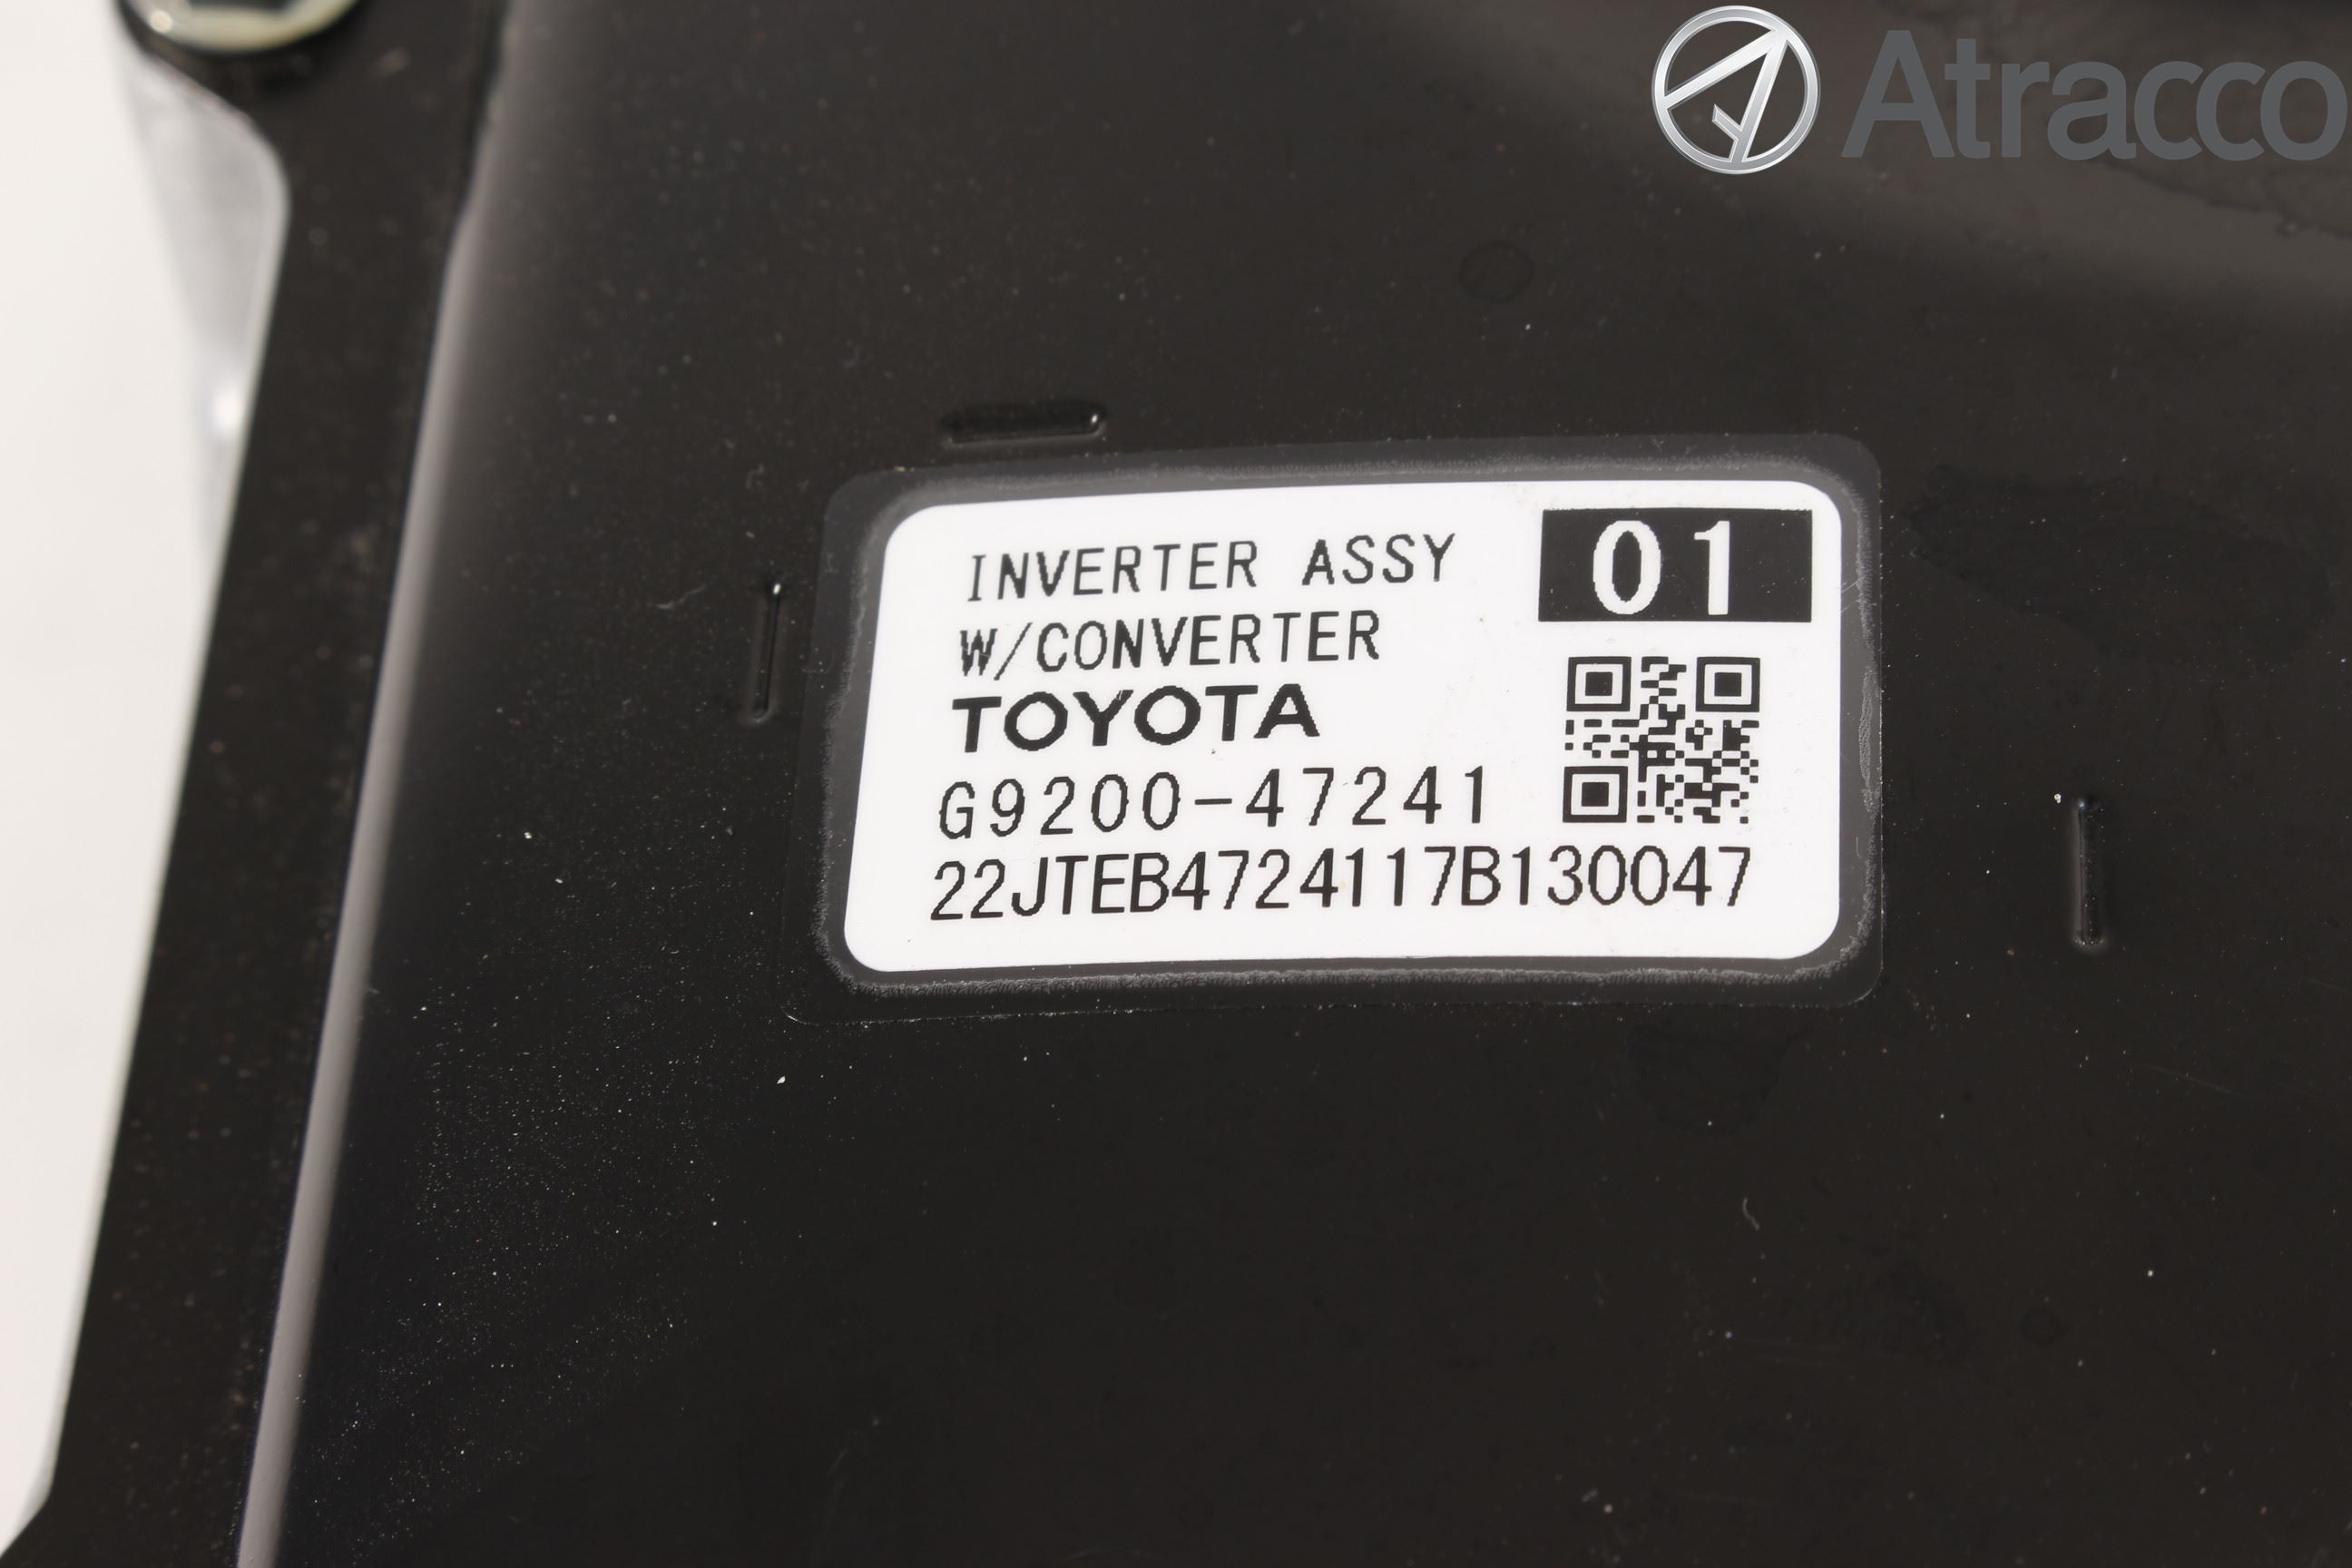 Atracco
INVERTER ASSY
01
W/CONVERTER
TOYOTA
G9200-47241
22JTEB4724117B130047